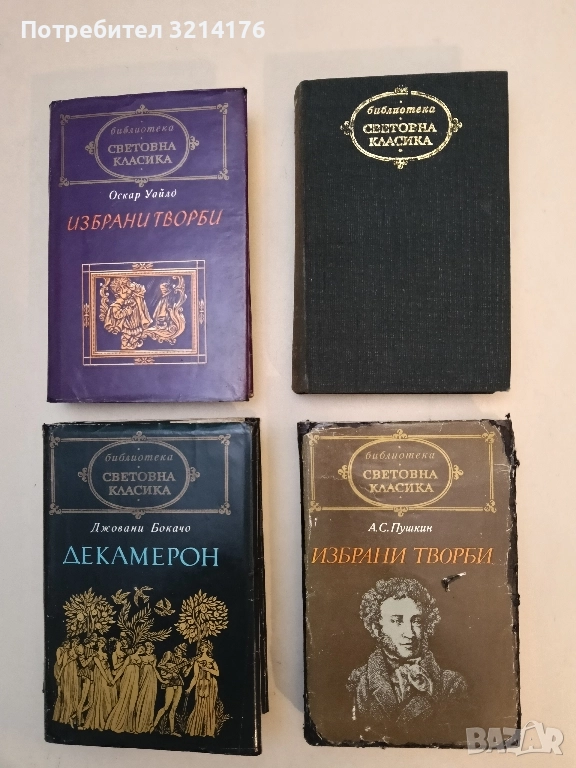 Потребител 3214176
библиотека
СВЕТОВНА
КЛАСИКА
Оскар Уайлд
ИЗБРАНИ ТВОРБИ
библиотека
СВЕТОВНА
КЛАСИКА
библиотека
СВЕТОВНА
КЛАСИКА
Джовани Бокачо
ДЕКАМЕРОН
библиотека
СВЕТОВНА
КЛАСИКА
А.С.Пушкин
ИЗБРАНИ ТВОРБИ
BAZAR